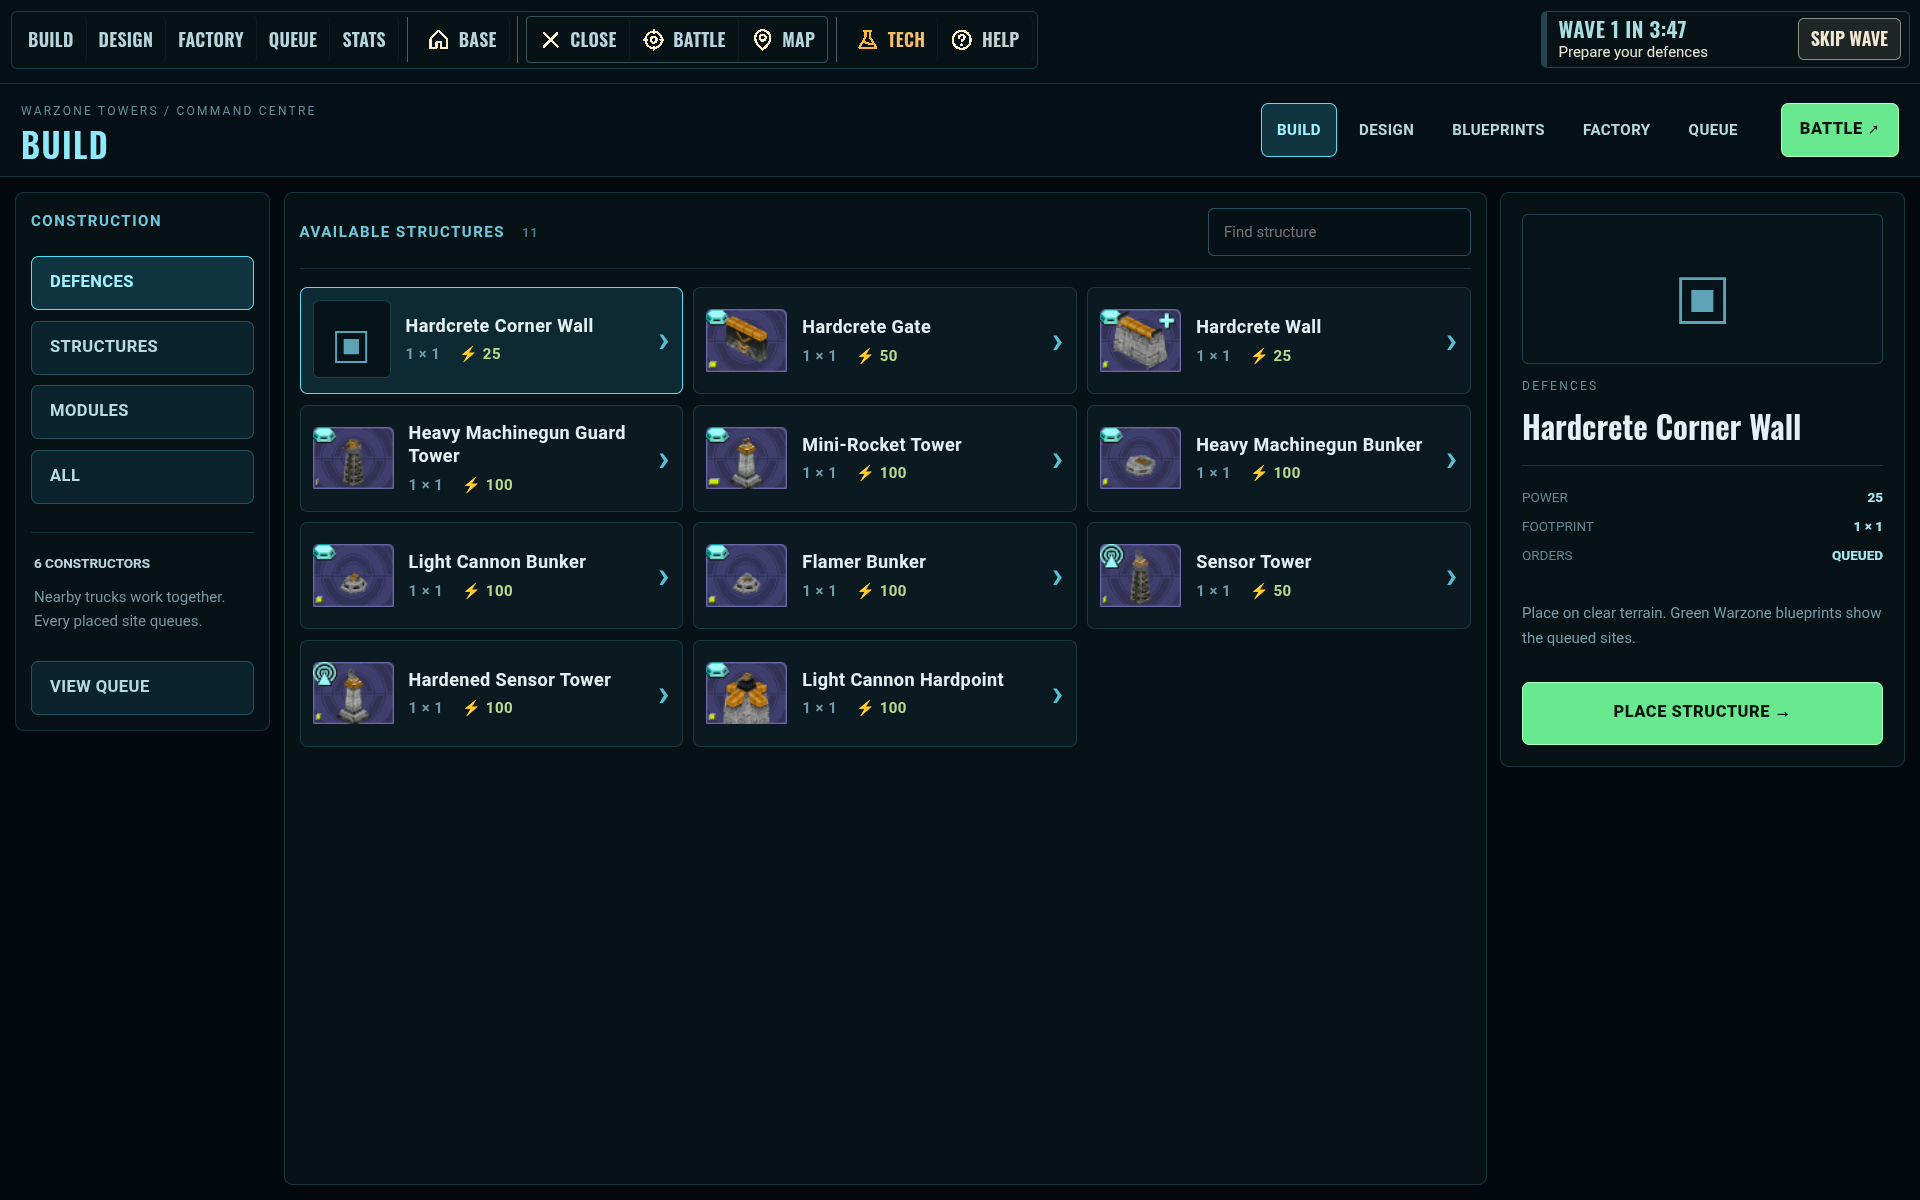 BUILD DESIGN FACTORY QUEUE STATS BASE CLOSE BATTLE MAP TECH HELP
WAVE 1 IN 3:47
Prepare your defences
SKIP WAVE
WARZONE TOWERS / COMMAND CENTRE
BUILD
BUILD DESIGN BLUEPRINTS FACTORY QUEUE BATTLE ↗
CONSTRUCTION
DEFENCES
STRUCTURES
MODULES
ALL
6 CONSTRUCTORS
Nearby trucks work together.
Every placed site queues.
VIEW QUEUE
AVAILABLE STRUCTURES 11
Find structure
Hardcrete Corner Wall
1 × 1 ⚡ 25
Hardcrete Gate
1 × 1 ⚡ 50
Hardcrete Wall
1 × 1 ⚡ 25
Heavy Machinegun Guard
Tower
1 × 1 ⚡ 100
Mini-Rocket Tower
1 × 1 ⚡ 100
Heavy Machinegun Bunker
1 × 1 ⚡ 100
Light Cannon Bunker
1 × 1 ⚡ 100
Flamer Bunker
1 × 1 ⚡ 100
Sensor Tower
1 × 1 ⚡ 50
Hardened Sensor Tower
1 × 1 ⚡ 100
Light Cannon Hardpoint
1 × 1 ⚡ 100
DEFENCES
Hardcrete Corner Wall
POWER 25
FOOTPRINT 1 × 1
ORDERS QUEUED
Place on clear terrain. Green Warzone blueprints show
the queued sites.
PLACE STRUCTURE →